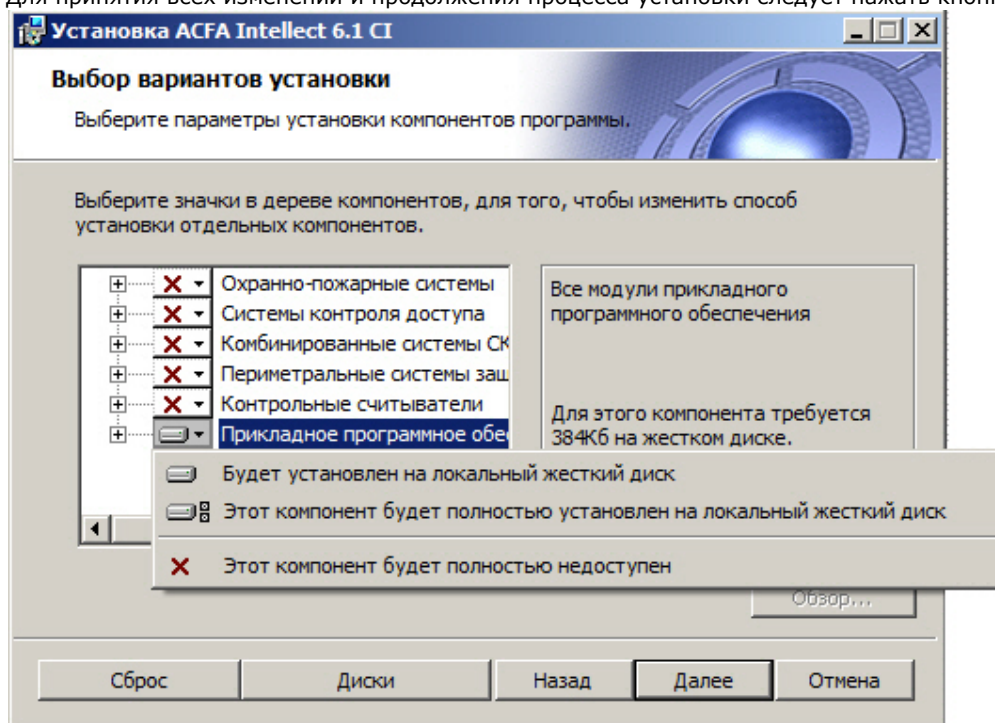 Для принятия всех изменений и продолжения процесса установки следует нажать кноп
Установка ACFA Intellect 6.1 CI
Выбор вариантов установки
Выберите параметры установки компонентов программы.
Выберите значки в дереве компонентов, для того, чтобы изменить способ
установки отдельных компонентов.
Охранно-пожарные системы
Системы контроля доступа
Комбинированные системы СК
Периметральные системы защ
Контрольные считыватели
Прикладное программное обе
Все модули прикладного
программного обеспечения
Для этого компонента требуется
384Кб на жестком диске.
Будет установлен на локальный жесткий диск
Этот компонент будет полностью установлен на локальный жесткий диск
Этот компонент будет полностью недоступен
Обзор...
Сброс
Диски
Назад
Далее
Отмена